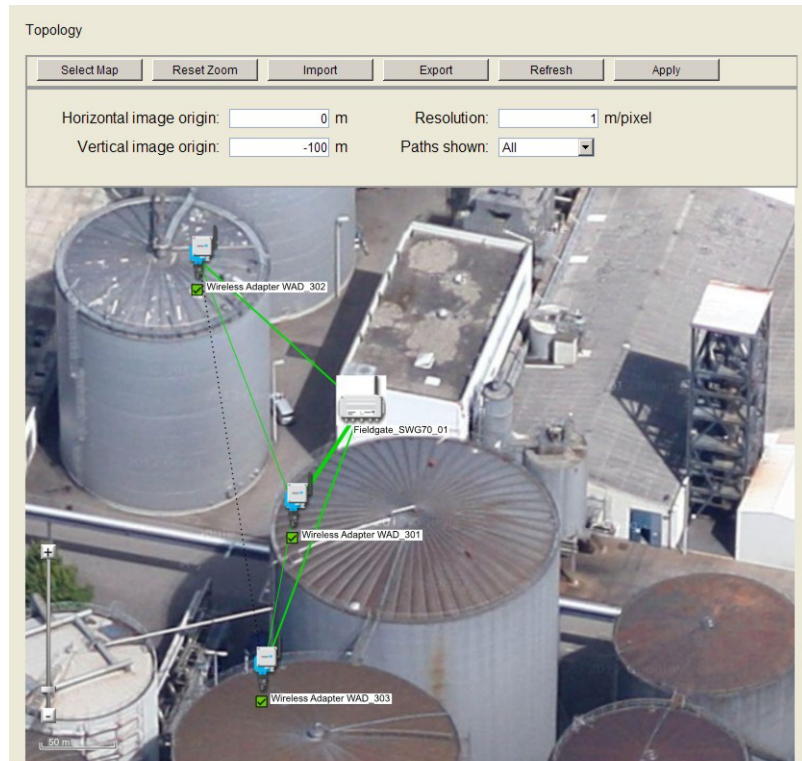 Topology
Select Map Reset Zoom Import Export Refresh Apply
Horizontal image origin: 0 m Resolution: 1 m/pixel
Vertical image origin: -100 m Paths shown: All
Wireless Adapter WAD_302
Fieldgate_SWG70_01
Wireless Adapter WAD_301
+
Wireless Adapter WAD_303
-
50 m